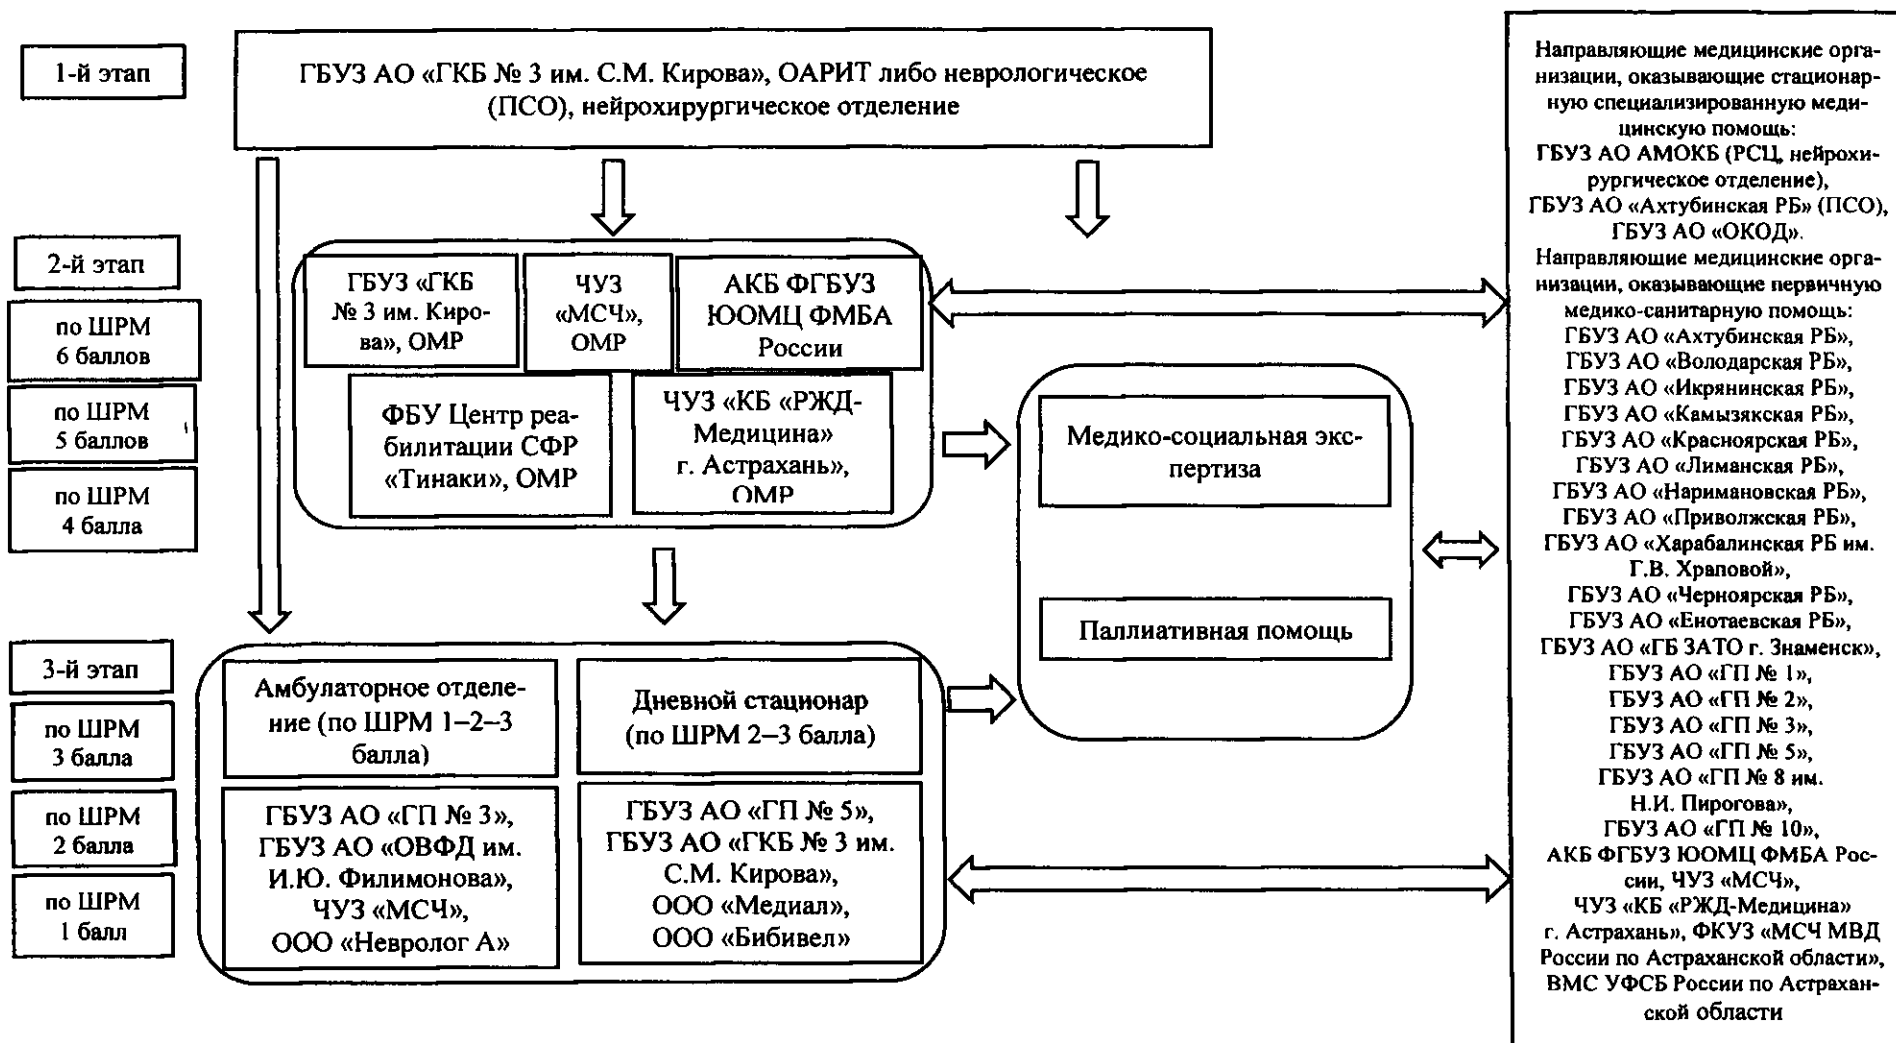 1-й этап
ГБУЗ АО «ГКБ № 3 им. С.М. Кирова», ОАРИТ либо неврологическое
(ПСО), нейрохирургическое отделение
2-й этап
по ШРМ
6 баллов
по ШРМ
5 баллов
по ШРМ
4 балла
ГБУЗ «ГКБ
№ 3 им. Киро-
ва», ОМР
ЧУЗ
«МСЧ»,
ОМР
АКБ ФГБУЗ
ЮОМЦ ФМБА
России
ФБУ Центр реа-
билитации СФР
«Тинаки», ОМР
ЧУЗ «КБ «РЖД-
Медицина»
г. Астрахань»,
ОМР
Медико-социальная экс-
пертиза
Паллиативная помощь
3-й этап
по ШРМ
3 балла
по ШРМ
2 балла
по ШРМ
1 балл
Амбулаторное отделе-
ние (по ШРМ 1–2–3
балла)
Дневной стационар
(по ШРМ 2–3 балла)
ГБУЗ АО «ГП № 3»,
ГБУЗ АО «ОВФД им.
И.Ю. Филимонова»,
ЧУЗ «МСЧ»,
ООО «Невролог А»
ГБУЗ АО «ГП № 5»,
ГБУЗ АО «ГКБ № 3 им.
С.М. Кирова»,
ООО «Медиал»,
ООО «Бибивел»
Направляющие медицинские орга-
низации, оказывающие стационар-
ную специализированную меди-
цинскую помощь:
ГБУЗ АО АМОКБ (РСЦ, нейрохи-
рургическое отделение),
ГБУЗ АО «Ахтубинская РБ» (ПСО),
ГБУЗ АО «ОКОД».
Направляющие медицинские орга-
низации, оказывающие первичную
медико-санитарную помощь:
ГБУЗ АО «Ахтубинская РБ»,
ГБУЗ АО «Володарская РБ»,
ГБУЗ АО «Икрянинская РБ»,
ГБУЗ АО «Камызякская РБ»,
ГБУЗ АО «Красноярская РБ»,
ГБУЗ АО «Лиманская РБ»,
ГБУЗ АО «Наримановская РБ»,
ГБУЗ АО «Приволжская РБ»,
ГБУЗ АО «Харабалинская РБ им.
Г.В. Храповой»,
ГБУЗ АО «Черноярская РБ»,
ГБУЗ АО «Енотаевская РБ»,
ГБУЗ АО «ГБ ЗАТО г. Знаменск»,
ГБУЗ АО «ГП № 1»,
ГБУЗ АО «ГП № 2»,
ГБУЗ АО «ГП № 3»,
ГБУЗ АО «ГП № 5»,
ГБУЗ АО «ГП № 8 им.
Н.И. Пирогова»,
ГБУЗ АО «ГП № 10»,
АКБ ФГБУЗ ЮОМЦ ФМБА Рос-
сии, ЧУЗ «МСЧ»,
ЧУЗ «КБ «РЖД-Медицина»
г. Астрахань», ФКУЗ «МСЧ МВД
России по Астраханской области»,
ВМС УФСБ России по Астрахан-
ской области